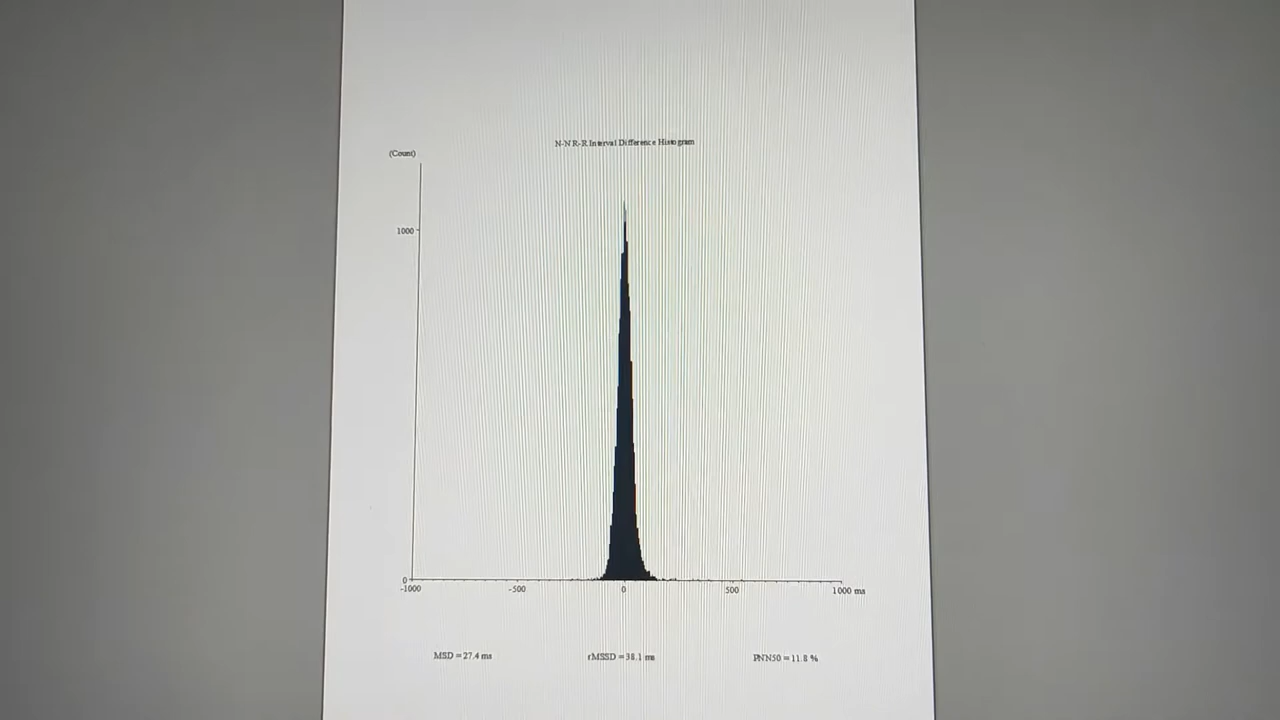 N-N R-R Interval Difference Histogram
(Count)
1000
0
-1000 -500 0 500 1000 ms
MSD = 27.4 ms rMSSD = 38.1 ms PNN50 = 11.8 %